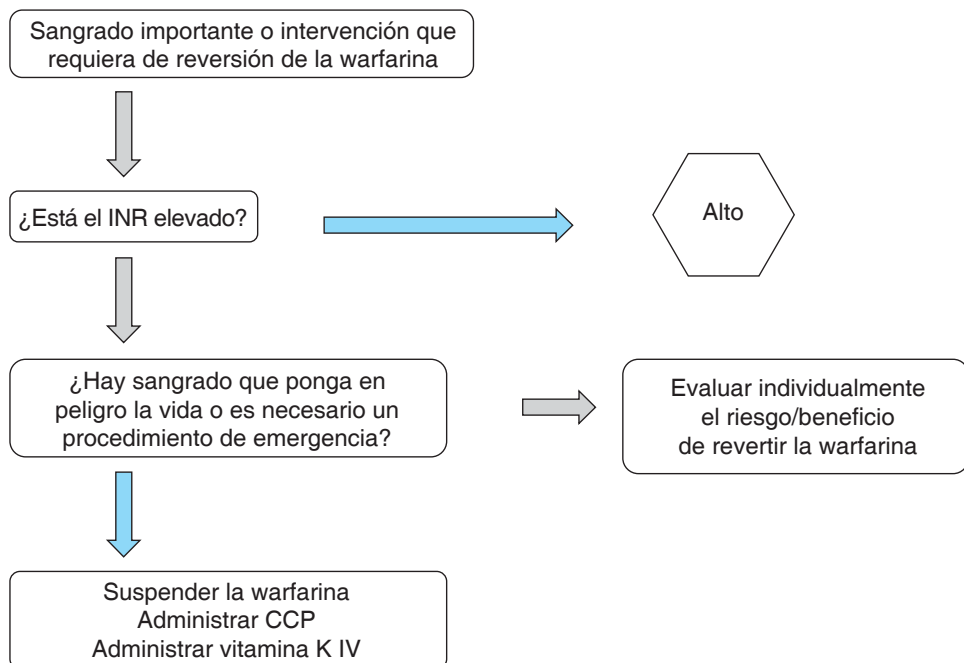 Sangrado importante o intervención que
requiera de reversión de la warfarina
¿Está el INR elevado?
Alto
¿Hay sangrado que ponga en
peligro la vida o es necesario un
procedimiento de emergencia?
Evaluar individualmente
el riesgo/beneficio
de revertir la warfarina
Suspender la warfarina
Administrar CCP
Administrar vitamina K IV